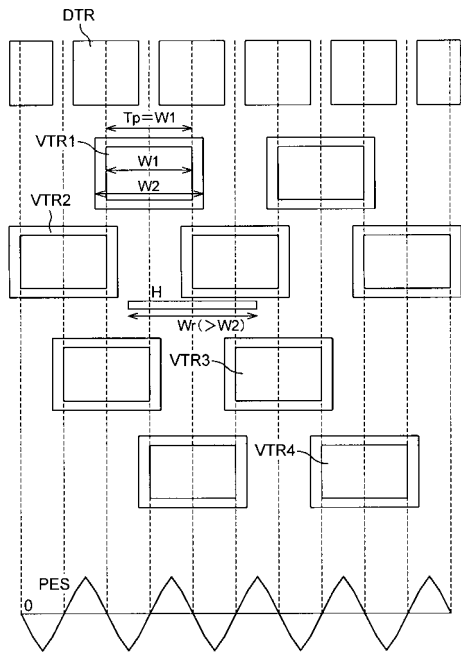 DTR
Tp=W1
VTR1
W1
W2
VTR2
H
Wr(>W2)
VTR3
VTR4
PES
0